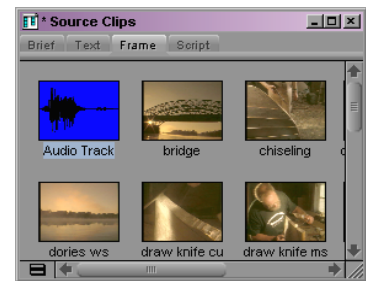 * Source Clips
Brief Text Frame Script
Audio Track bridge chiseling
dories ws draw knife cu draw knife ms